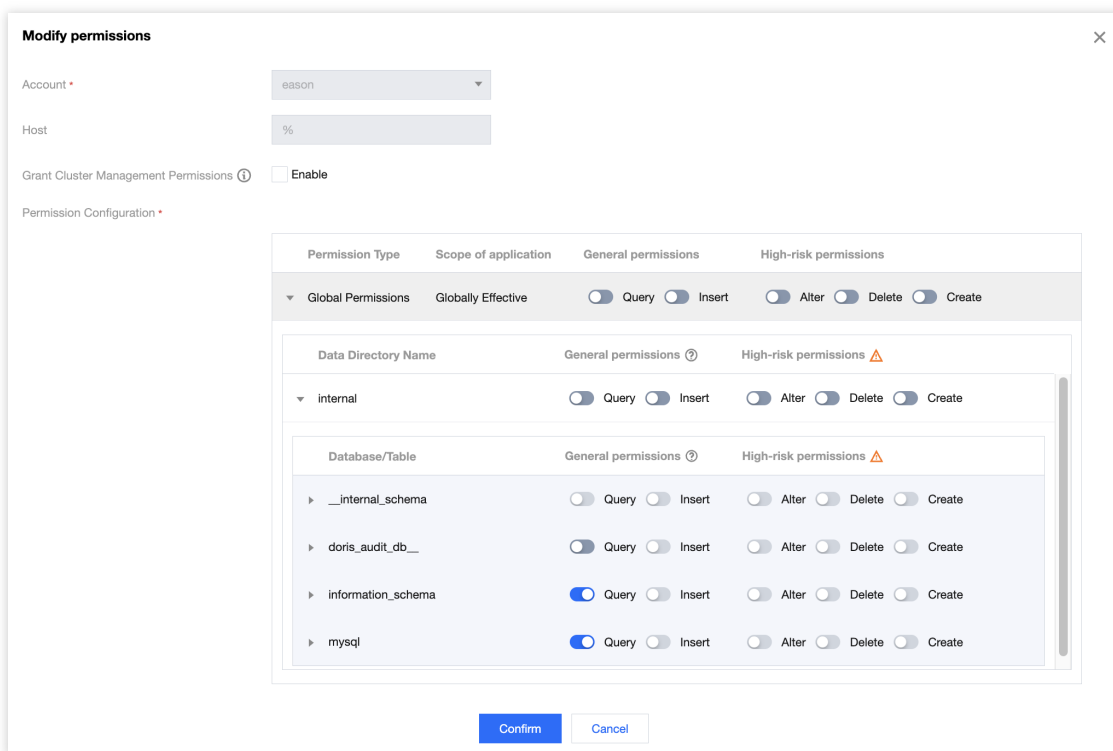 Modify permissions
Account *
eason
Host
%
Grant Cluster Management Permissions
Enable
Permission Configuration *
Permission Type Scope of application General permissions High-risk permissions
Global Permissions Globally Effective Query Insert Alter Delete Create
Data Directory Name General permissions High-risk permissions
internal Query Insert Alter Delete Create
Database/Table General permissions High-risk permissions
__internal_schema Query Insert Alter Delete Create
doris_audit_db__ Query Insert Alter Delete Create
information_schema Query Insert Alter Delete Create
mysql Query Insert Alter Delete Create
Confirm Cancel